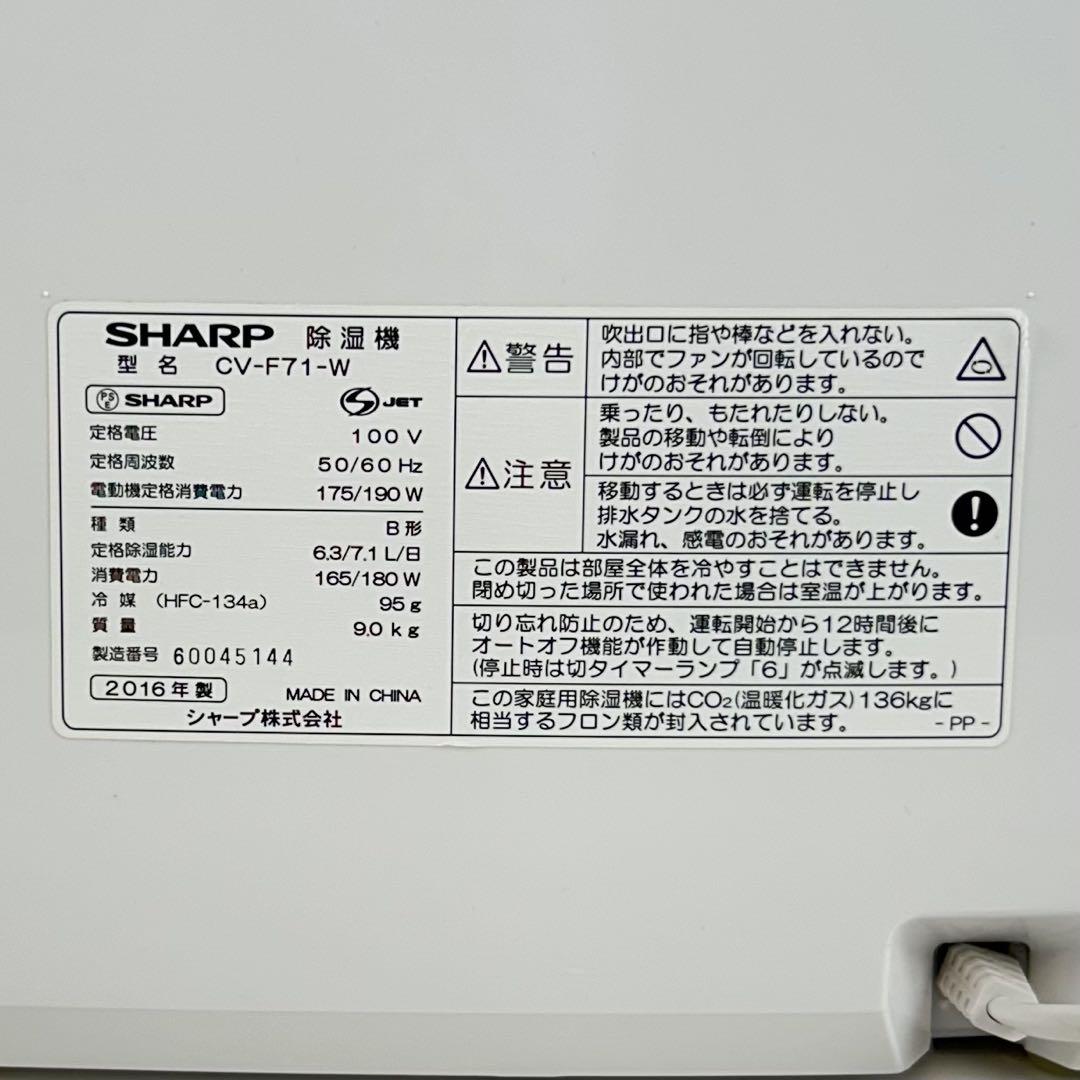 SHARP 除湿機
型名 CV-F71-W
PSE SHARP
S JET
定格電圧 100 V
定格周波数 50/60 Hz
電動機定格消費電力 175/190 W
種類 B形
定格除湿能力 6.3/7.1 L/日
消費電力 165/180 W
冷媒 (HFC-134a) 95 g
質量 9.0 kg
製造番号 60045144
2016年製 MADE IN CHINA
シャープ株式会社
警告
吹出口に指や棒などを入れない。
内部でファンが回転しているので
けがのおそれがあります。
注意
乗ったり、もたれたりしない。
製品の移動や転倒により
けがのおそれがあります。
移動するときは必ず運転を停止し
排水タンクの水を捨てる。
水漏れ、感電のおそれがあります。
この製品は部屋全体を冷やすことはできません。
閉め切った場所で使われた場合は室温が上がります。
切り忘れ防止のため、運転開始から12時間後に
オートオフ機能が作動して自動停止します。
(停止時は切タイマーランプ「6」が点滅します。)
この家庭用除湿機にはCO₂(温暖化ガス)136kgに
相当するフロン類が封入されています。 - PP -